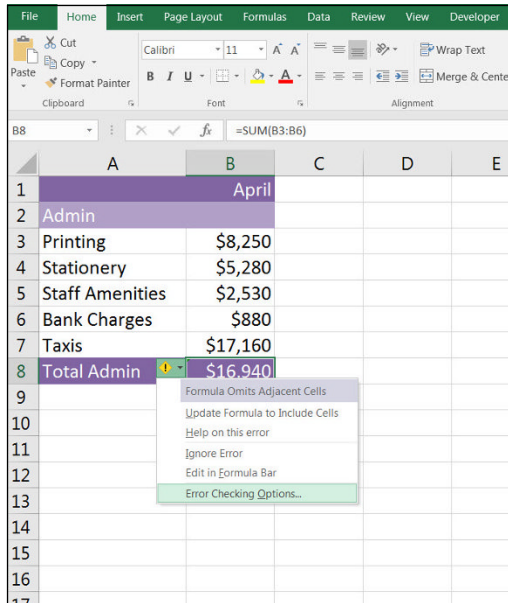 File Home Insert Page Layout Formulas Data Review View Developer
Cut
Calibri 11 A A Wrap Text
Copy
Paste
Format Painter B I U A Merge & Cente
Clipboard Font Alignment
B8 fx =SUM(B3:B6)
A B C D E
1 April
2 Admin
3 Printing $8,250
4 Stationery $5,280
5 Staff Amenities $2,530
6 Bank Charges $880
7 Taxis $17,160
8 Total Admin $16,940
9 Formula Omits Adjacent Cells
Update Formula to Include Cells
10 Help on this error
11 Ignore Error
12 Edit in Formula Bar
13 Error Checking Options...
14
15
16
17